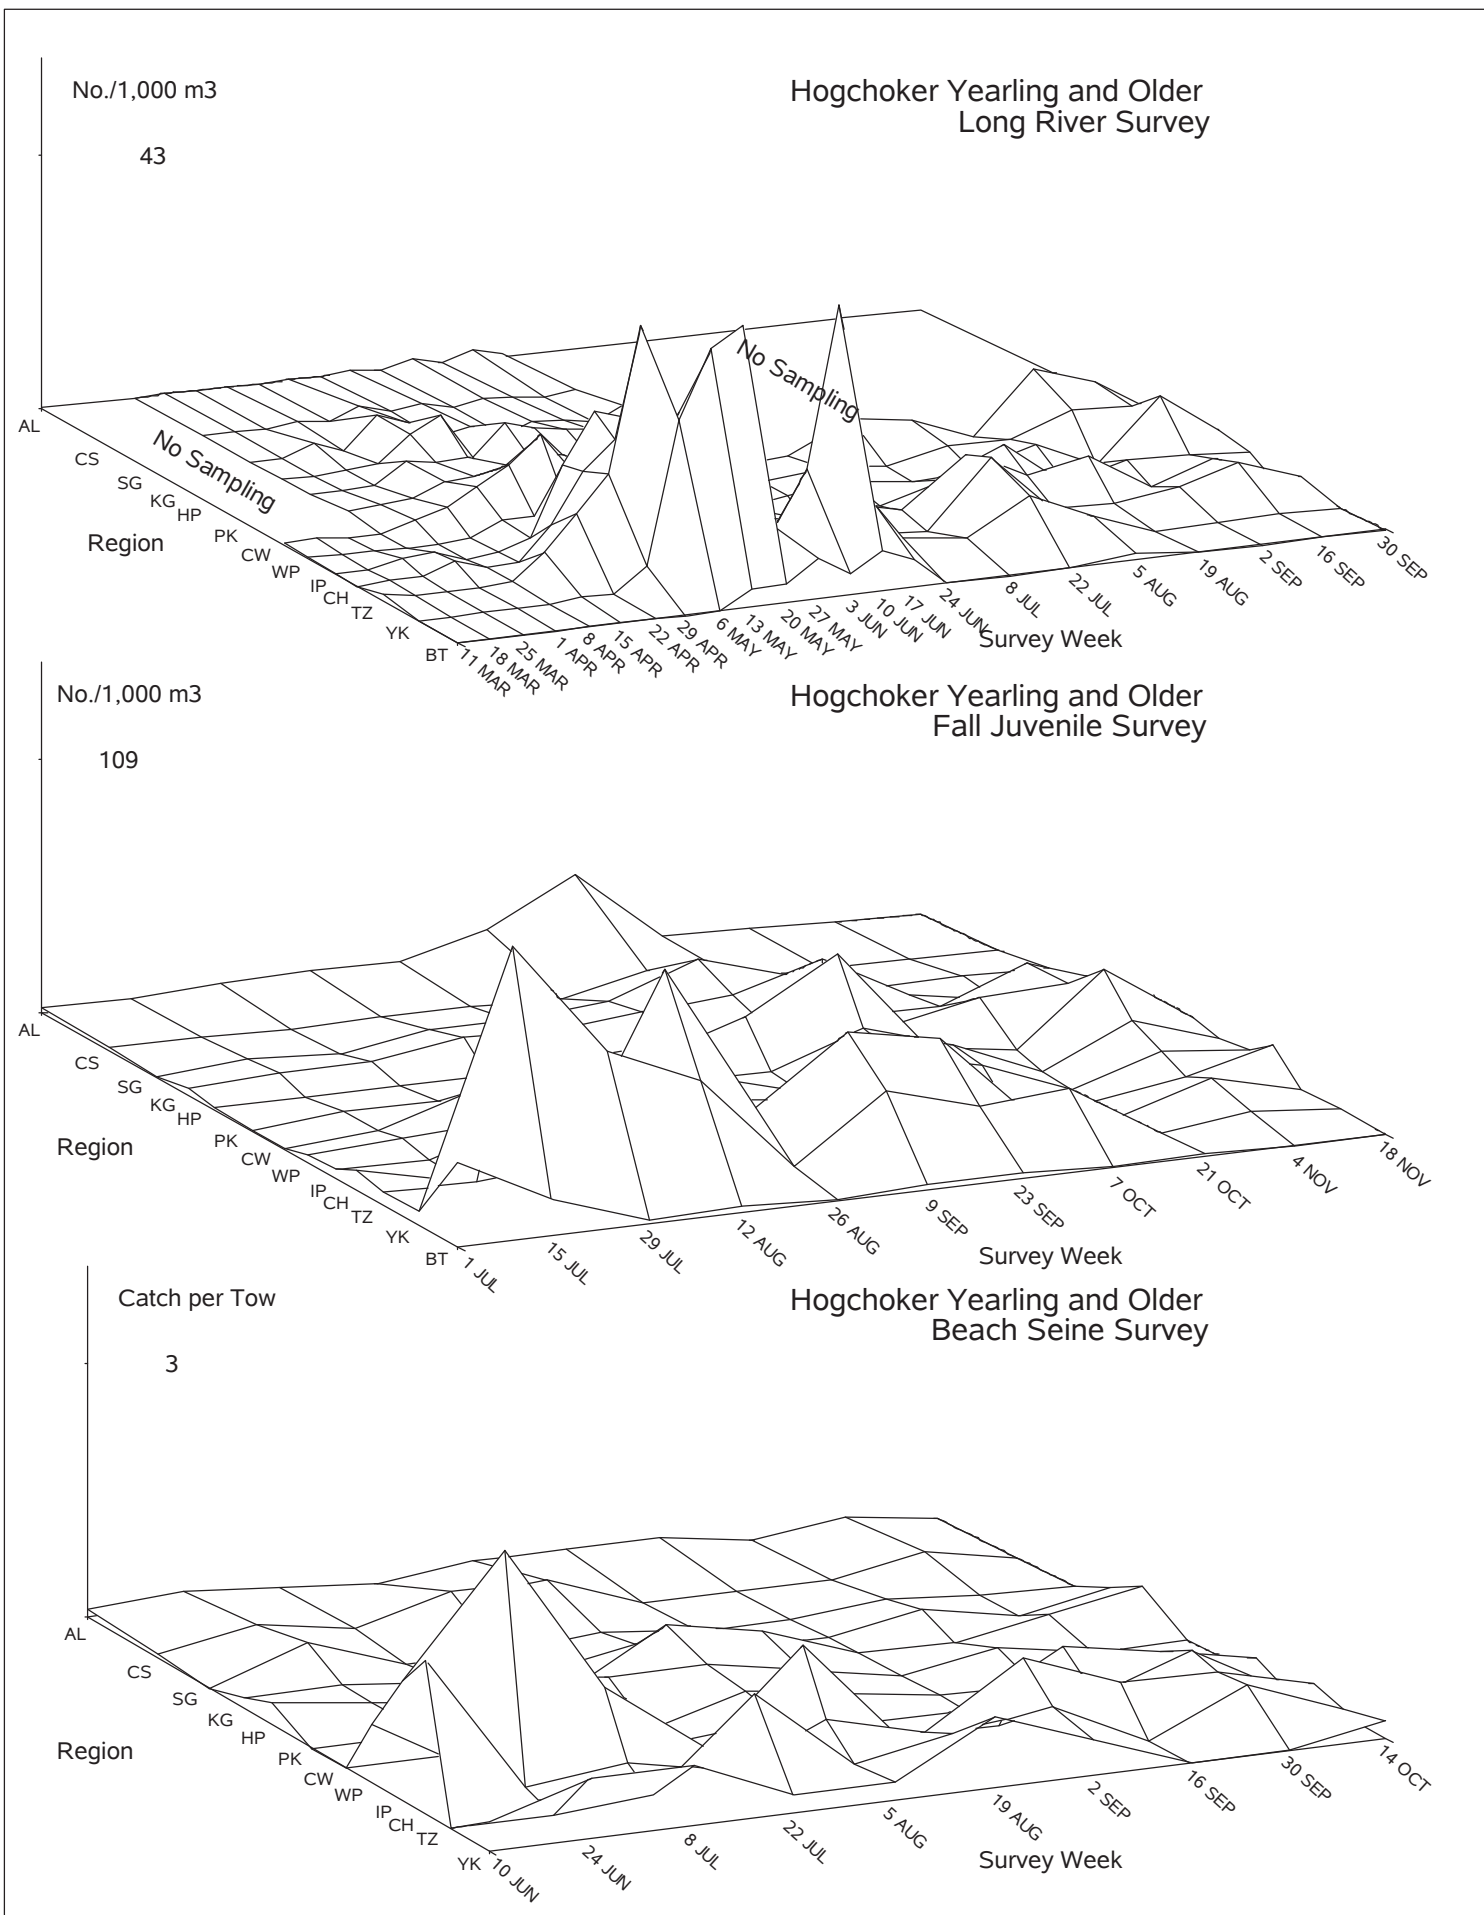 No./1,000 m3
Hogchoker Yearling and Older
Long River Survey
43
No Sampling
AL
CS
SG
KG
HP
PK
CW
WP
IP
CH
TZ
YK
BT
No Sampling
Region
11 MAR
18 MAR
25 MAR
1 APR
8 APR
15 APR
22 APR
29 APR
6 MAY
13 MAY
20 MAY
27 MAY
3 JUN
10 JUN
17 JUN
24 JUN
8 JUL
22 JUL
5 AUG
19 AUG
2 SEP
16 SEP
30 SEP
Survey Week
No./1,000 m3
Hogchoker Yearling and Older
Fall Juvenile Survey
109
AL
CS
SG
KG
HP
PK
CW
WP
IP
CH
TZ
YK
BT
Region
1 JUL
15 JUL
29 JUL
12 AUG
26 AUG
9 SEP
23 SEP
7 OCT
21 OCT
4 NOV
18 NOV
Survey Week
Catch per Tow
Hogchoker Yearling and Older
Beach Seine Survey
3
AL
CS
SG
KG
HP
PK
CW
WP
IP
CH
TZ
YK
Region
10 JUN
24 JUN
8 JUL
22 JUL
5 AUG
19 AUG
2 SEP
16 SEP
30 SEP
14 OCT
Survey Week